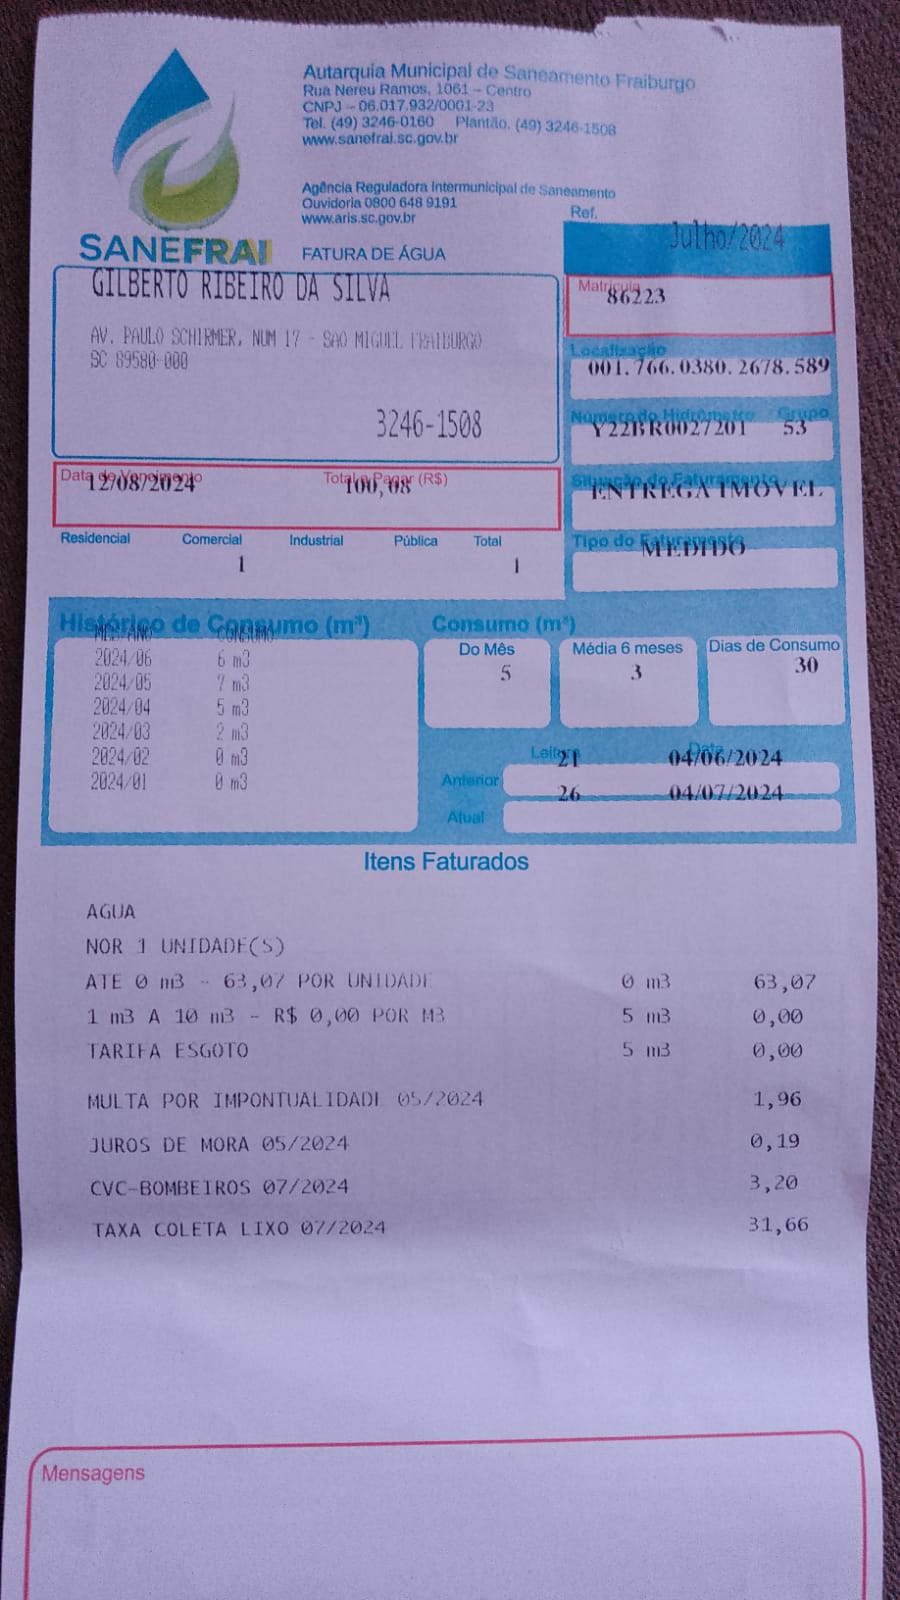 Autarquia Municipal de Saneamento Fraiburgo
Rua Nereu Ramos, 1061 – Centro
CNPJ – 06.017.932/0001-23
Tel. (49) 3246-0160 Plantão. (49) 3246-1508
www.sanefrai.sc.gov.br
Agência Reguladora Intermunicipal de Saneamento
Ouvidoria 0800 648 9191
www.aris.sc.gov.br
SANEFRAI
FATURA DE ÁGUA
Ref.
Julho/2024
GILBERTO RIBEIRO DA SILVA
AV. PAULO SCHIRMER, NUM 17 - SAO MIGUEL FRAIBURGO
SC 89580-000
3246-1508
Matrícula
86223
Localização
001.766.0380.2678.589
Número do Hidrômetro Grupo
Y22BR0027201 53
Situação do Faturamento
ENTREGA IMOVEL
Tipo do Faturamento
MEDIDO
Data do Vencimento Total a Pagar (R$)
12/08/2024 100,08
Residencial Comercial Industrial Pública Total
1 1
Histórico de Consumo (m³)
MES/ANO CONSUMO
2024/06 6 m3
2024/05 7 m3
2024/04 5 m3
2024/03 2 m3
2024/02 0 m3
2024/01 0 m3
Consumo (m³)
Do Mês Média 6 meses Dias de Consumo
5 3 30
Leitura Data
Anterior 21 04/06/2024
Atual 26 04/07/2024
Itens Faturados
AGUA
NOR 1 UNIDADE(S)
ATE 0 m3 - 63,07 POR UNIDADE 0 m3 63,07
1 m3 A 10 m3 - R$ 0,00 POR M3 5 m3 0,00
TARIFA ESGOTO 5 m3 0,00
MULTA POR IMPONTUALIDADE 05/2024 1,96
JUROS DE MORA 05/2024 0,19
CVC-BOMBEIROS 07/2024 3,20
TAXA COLETA LIXO 07/2024 31,66
Mensagens